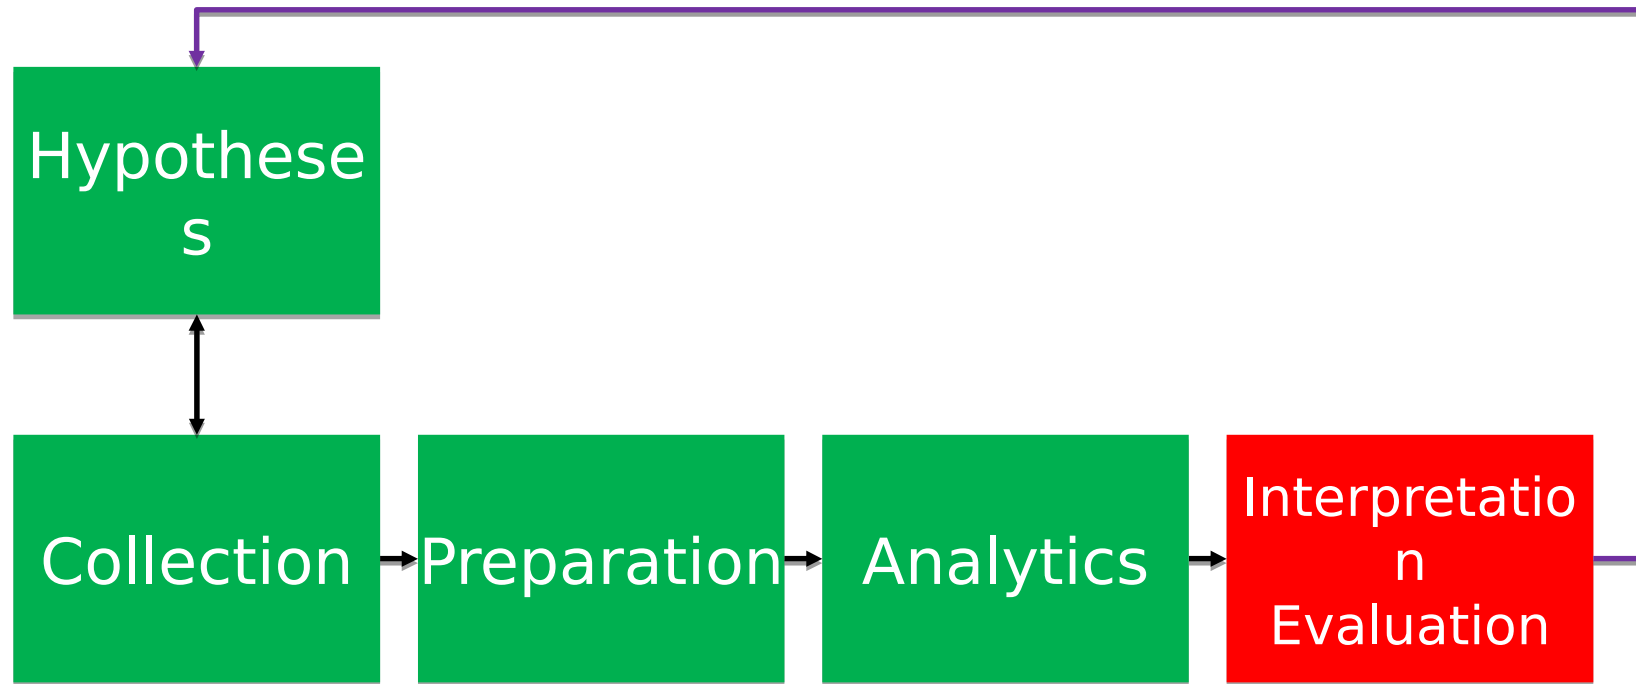 Hypothese
s
Collection
Preparation
Analytics
Interpretatio
n
Evaluation